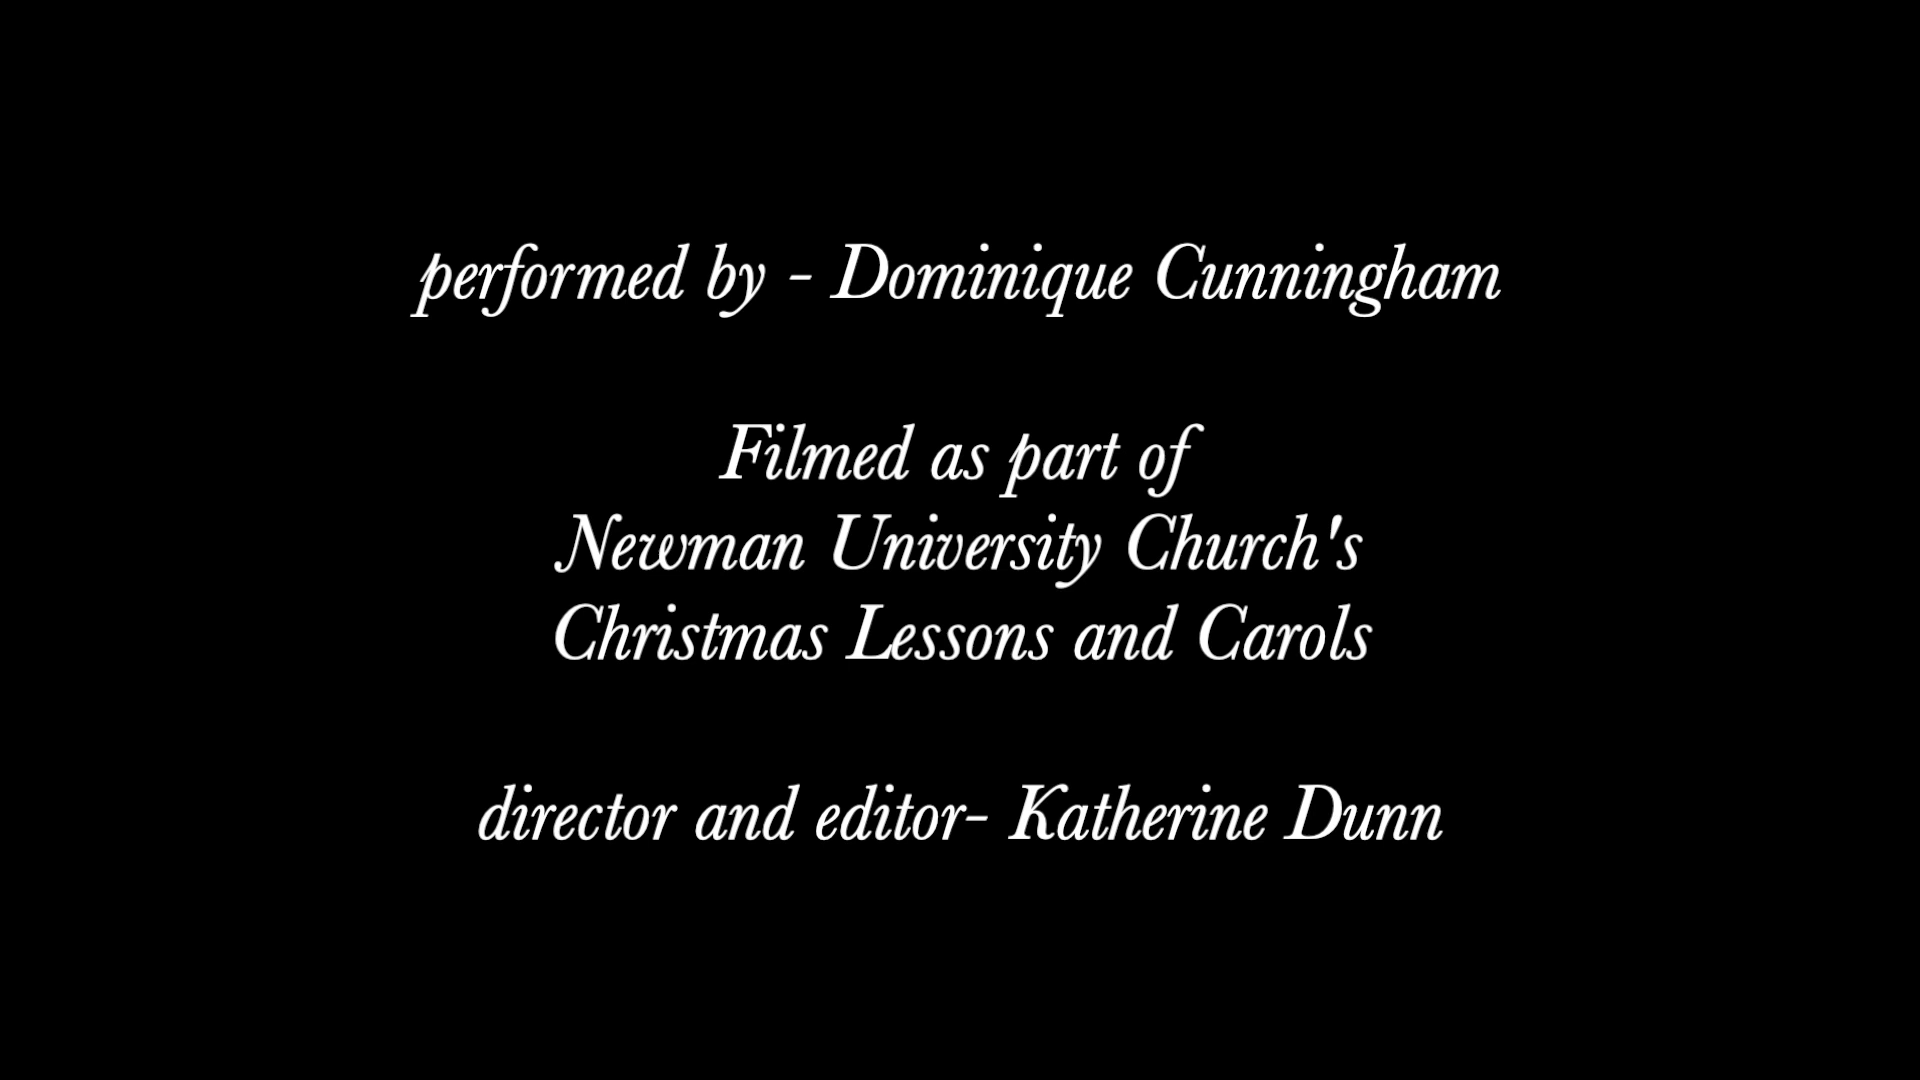 performed by - Dominique Cunningham
Filmed as part of
Newman University Church's
Christmas Lessons and Carols
director and editor- Katherine Dunn